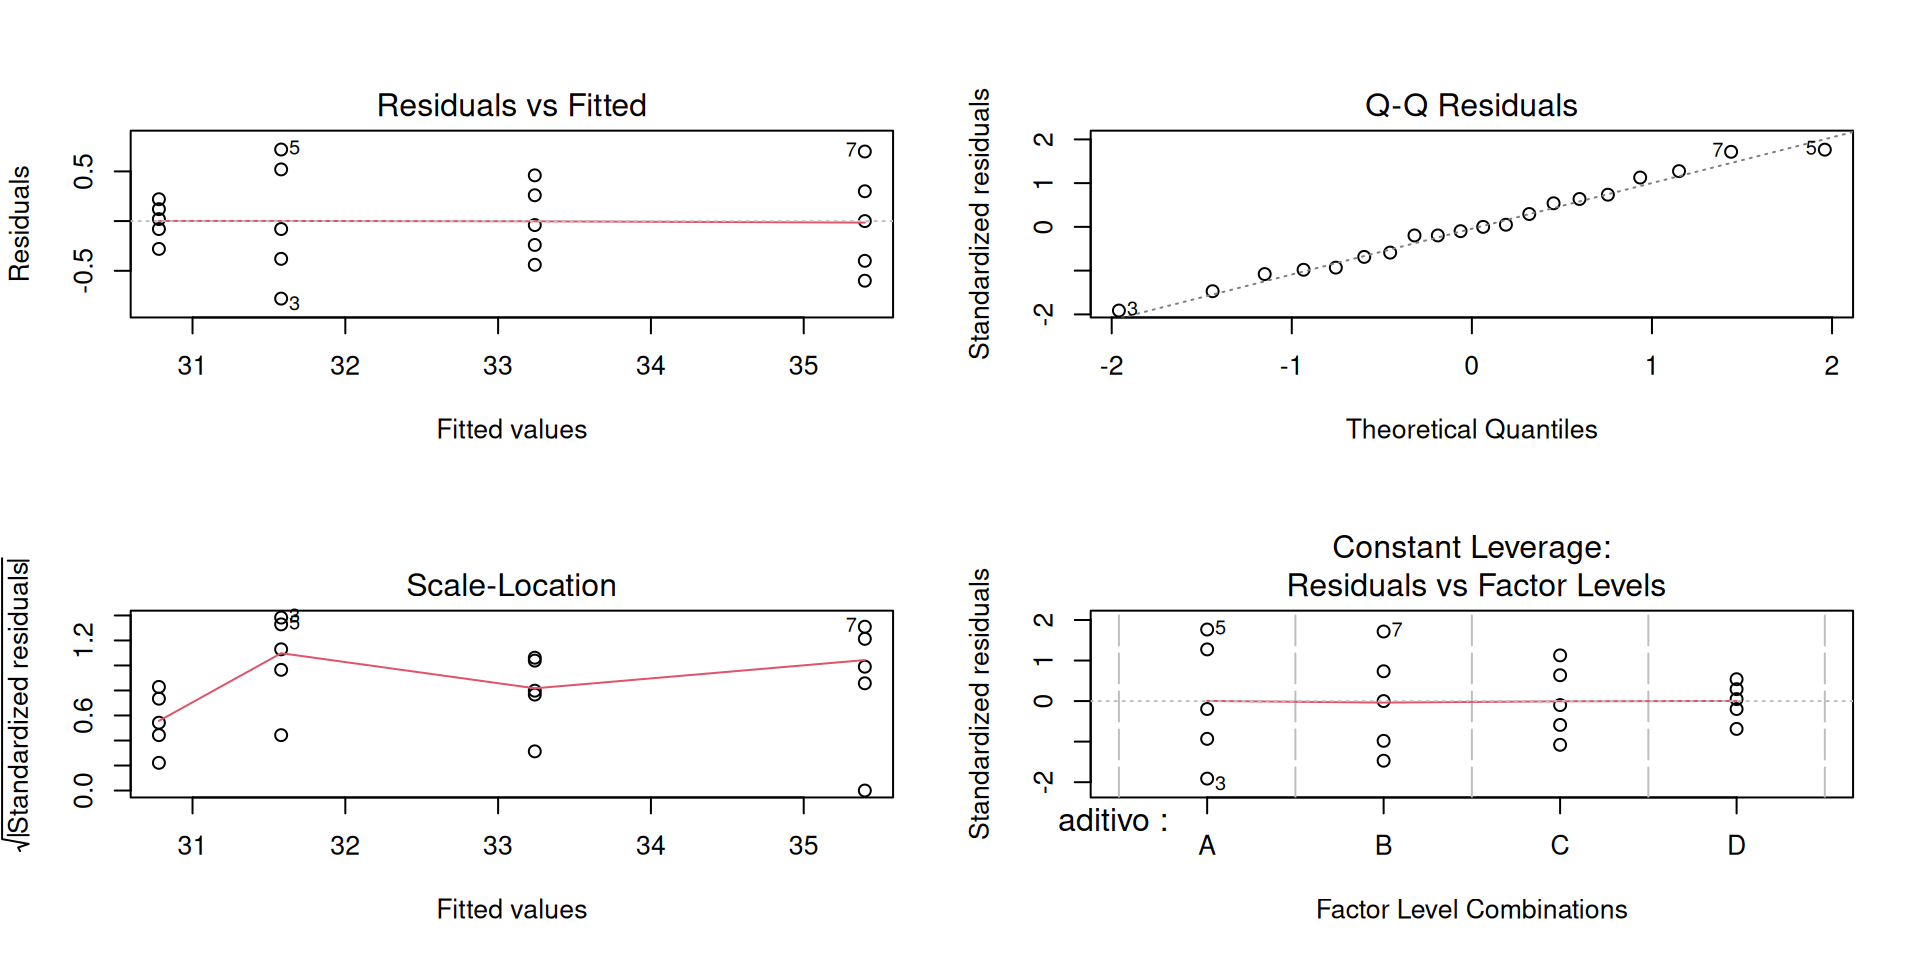 Residuals vs Fitted
Residuals
0.5
-0.5
5
3
7
31 32 33 34 35
Fitted values
Q-Q Residuals
Standardized residuals
2
1
0
-2
3
7
5
-2 -1 0 1 2
Theoretical Quantiles
Scale-Location
√|Standardized residuals|
1.2
0.6
0.0
3
5
7
31 32 33 34 35
Fitted values
Constant Leverage:
Residuals vs Factor Levels
Standardized residuals
2
1
0
-2
5
3
7
aditivo :
A B C D
Factor Level Combinations